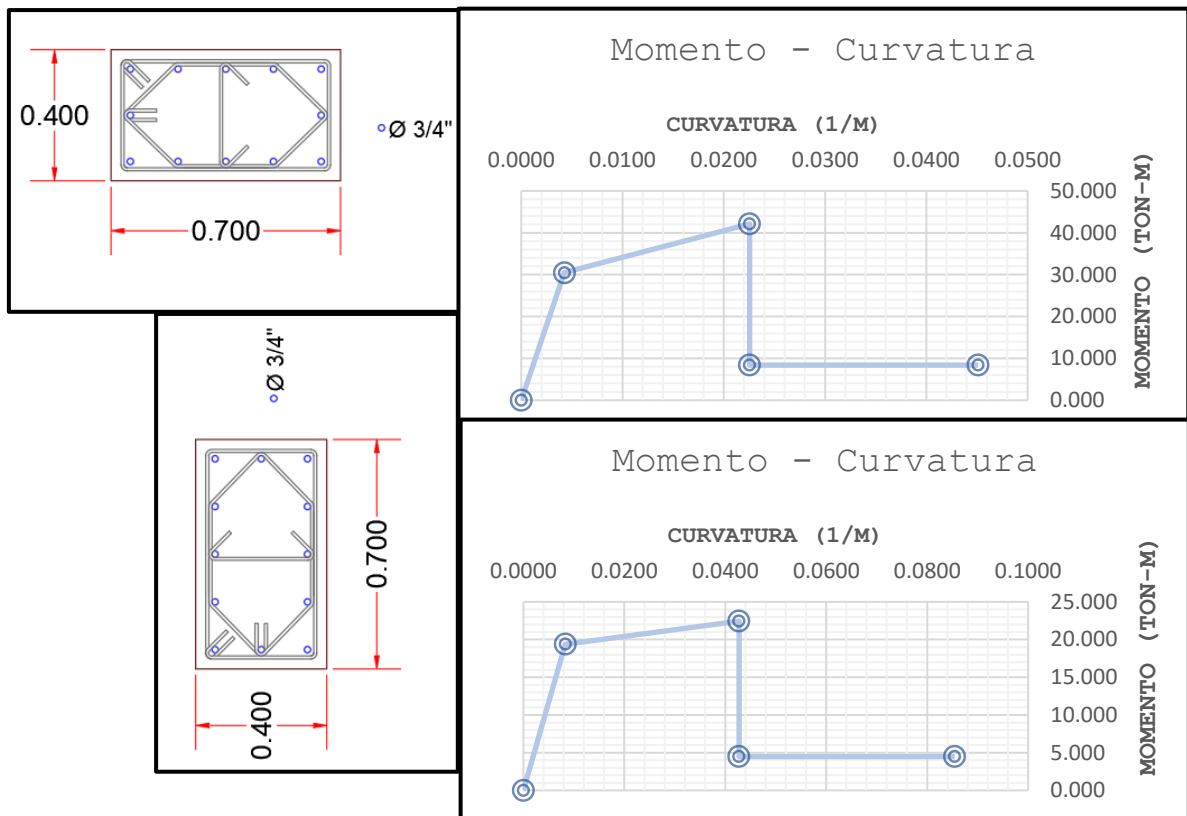 0.400
0.700
Ø 3/4"
Momento - Curvatura
CURVATURA (1/M)
0.0000 0.0100 0.0200 0.0300 0.0400 0.0500
50.000
40.000
30.000
20.000
10.000
0.000
MOMENTO (TON-M)
Ø 3/4"
0.700
0.400
Momento - Curvatura
CURVATURA (1/M)
0.0000 0.0200 0.0400 0.0600 0.0800 0.1000
25.000
20.000
15.000
10.000
5.000
0.000
MOMENTO (TON-M)